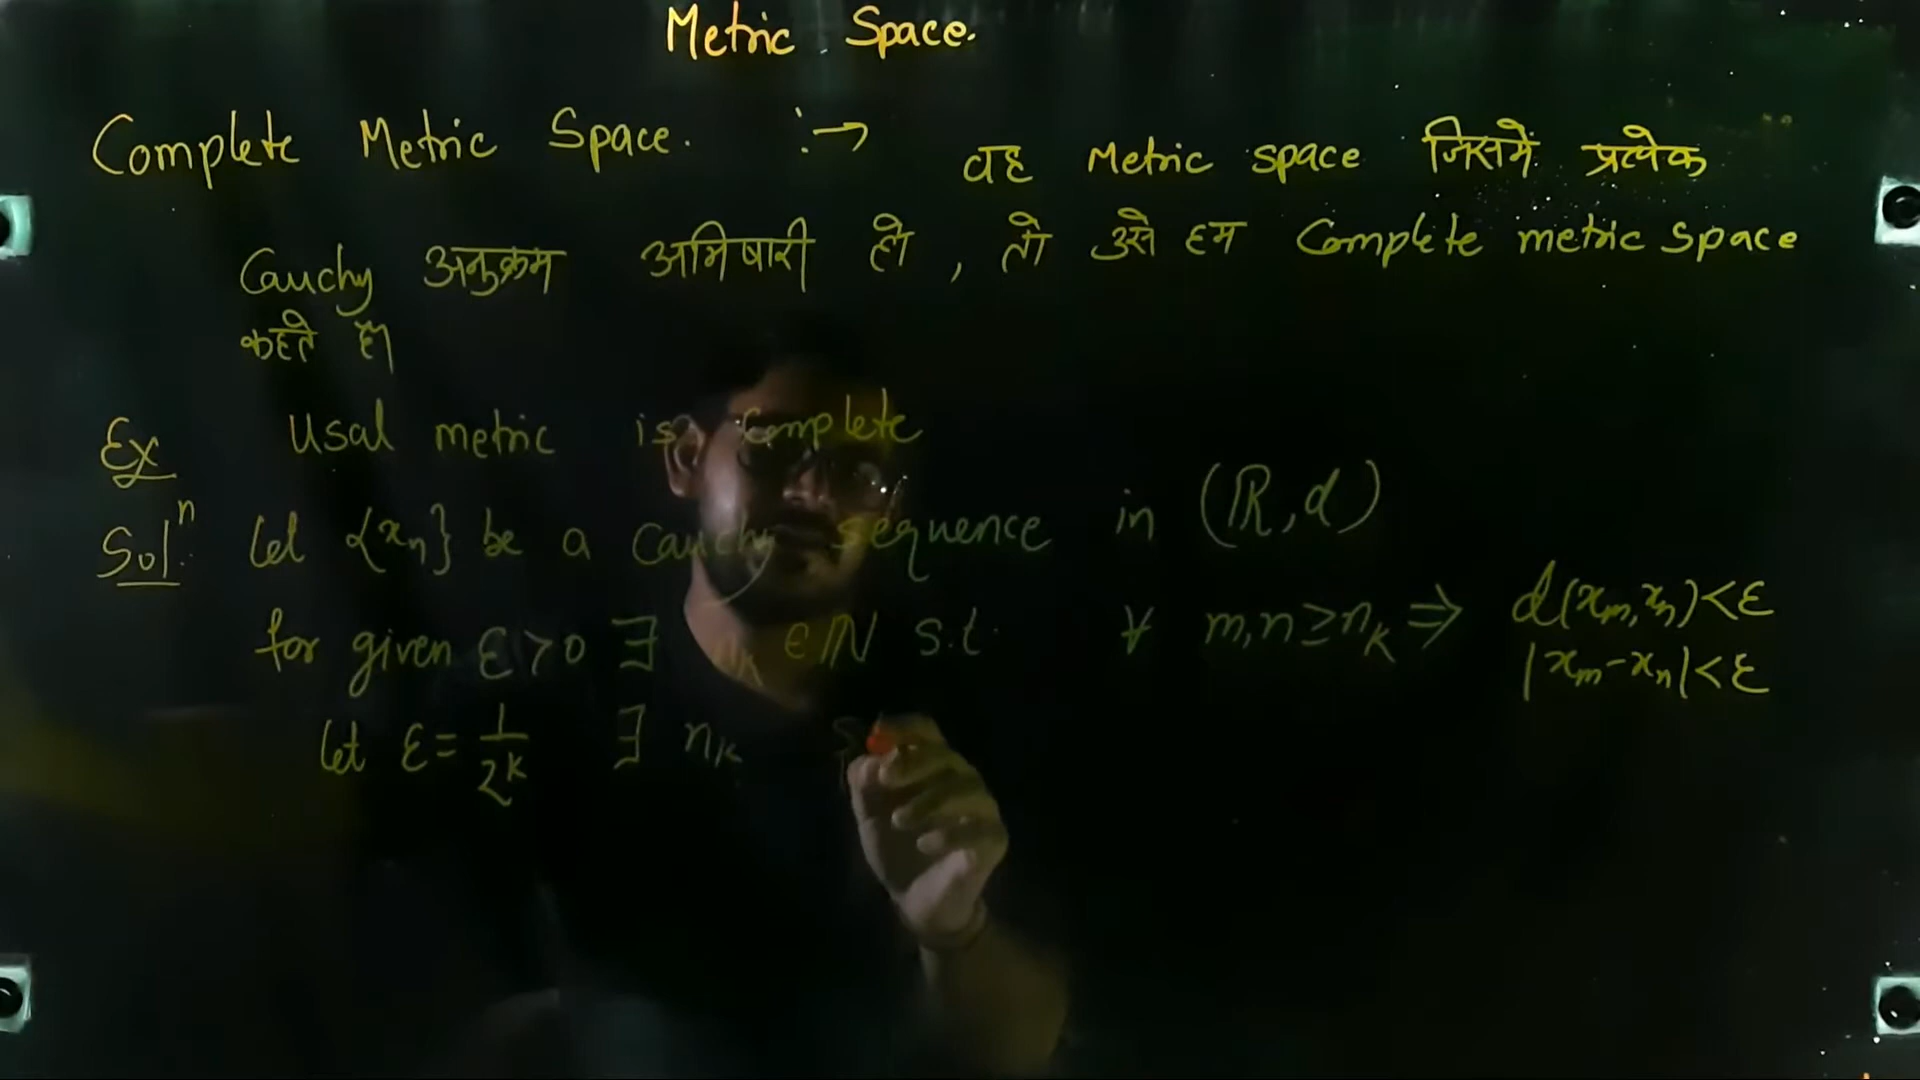 Metric Space.
Complete Metric Space. :→ वह Metric space जिसमें प्रत्येक
Cauchy अनुक्रम अभिषारी हो, तो उसे हम Complete metric space
कहते है।
Ex Usal metric is complete
Solⁿ. Let {xₙ} be a Cauchy sequence in (ℝ,d)
for given ε>0 ∃ nₖ ∈ ℕ s.t. ∀ m,n≥nₖ ⇒ d(xₘ,xₙ)<ε
|xₘ-xₙ|<ε
Let ε = 1/2ᵏ ∃ nₖ